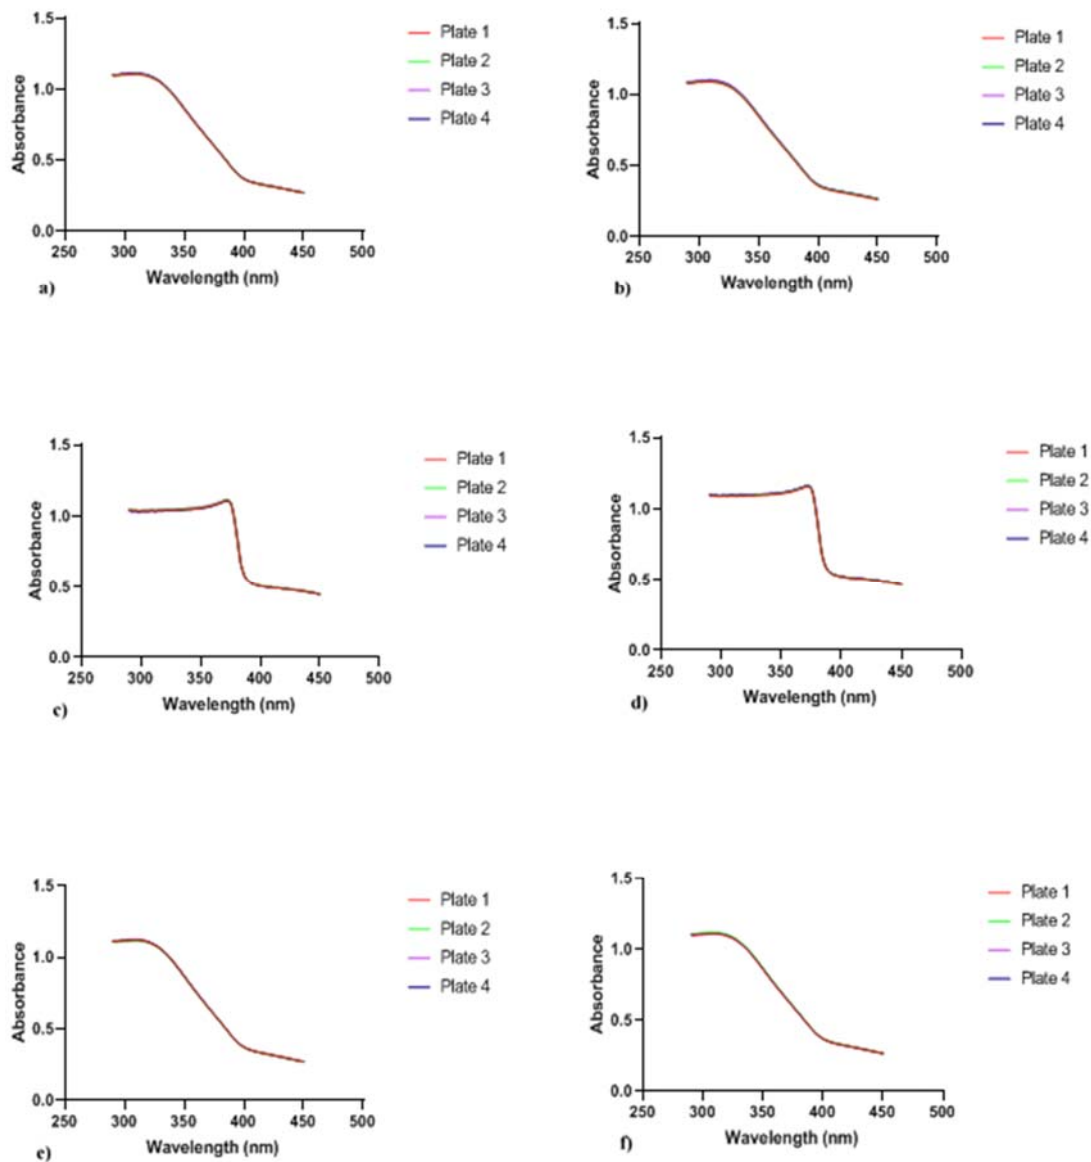 1.5
1.0
0.5
0.0
Absorbance
250 300 350 400 450 500
Wavelength (nm)
Plate 1
Plate 2
Plate 3
Plate 4
a)
1.5
1.0
0.5
0.0
Absorbance
250 300 350 400 450 500
Wavelength (nm)
Plate 1
Plate 2
Plate 3
Plate 4
b)
1.5
1.0
0.5
0.0
Absorbance
250 300 350 400 450 500
Wavelength (nm)
Plate 1
Plate 2
Plate 3
Plate 4
c)
1.5
1.0
0.5
0.0
Absorbance
250 300 350 400 450 500
Wavelength (nm)
Plate 1
Plate 2
Plate 3
Plate 4
d)
1.5
1.0
0.5
0.0
Absorbance
250 300 350 400 450 500
Wavelength (nm)
Plate 1
Plate 2
Plate 3
Plate 4
e)
1.5
1.0
0.5
0.0
Absorbance
250 300 350 400 450 500
Wavelength (nm)
Plate 1
Plate 2
Plate 3
Plate 4
f)